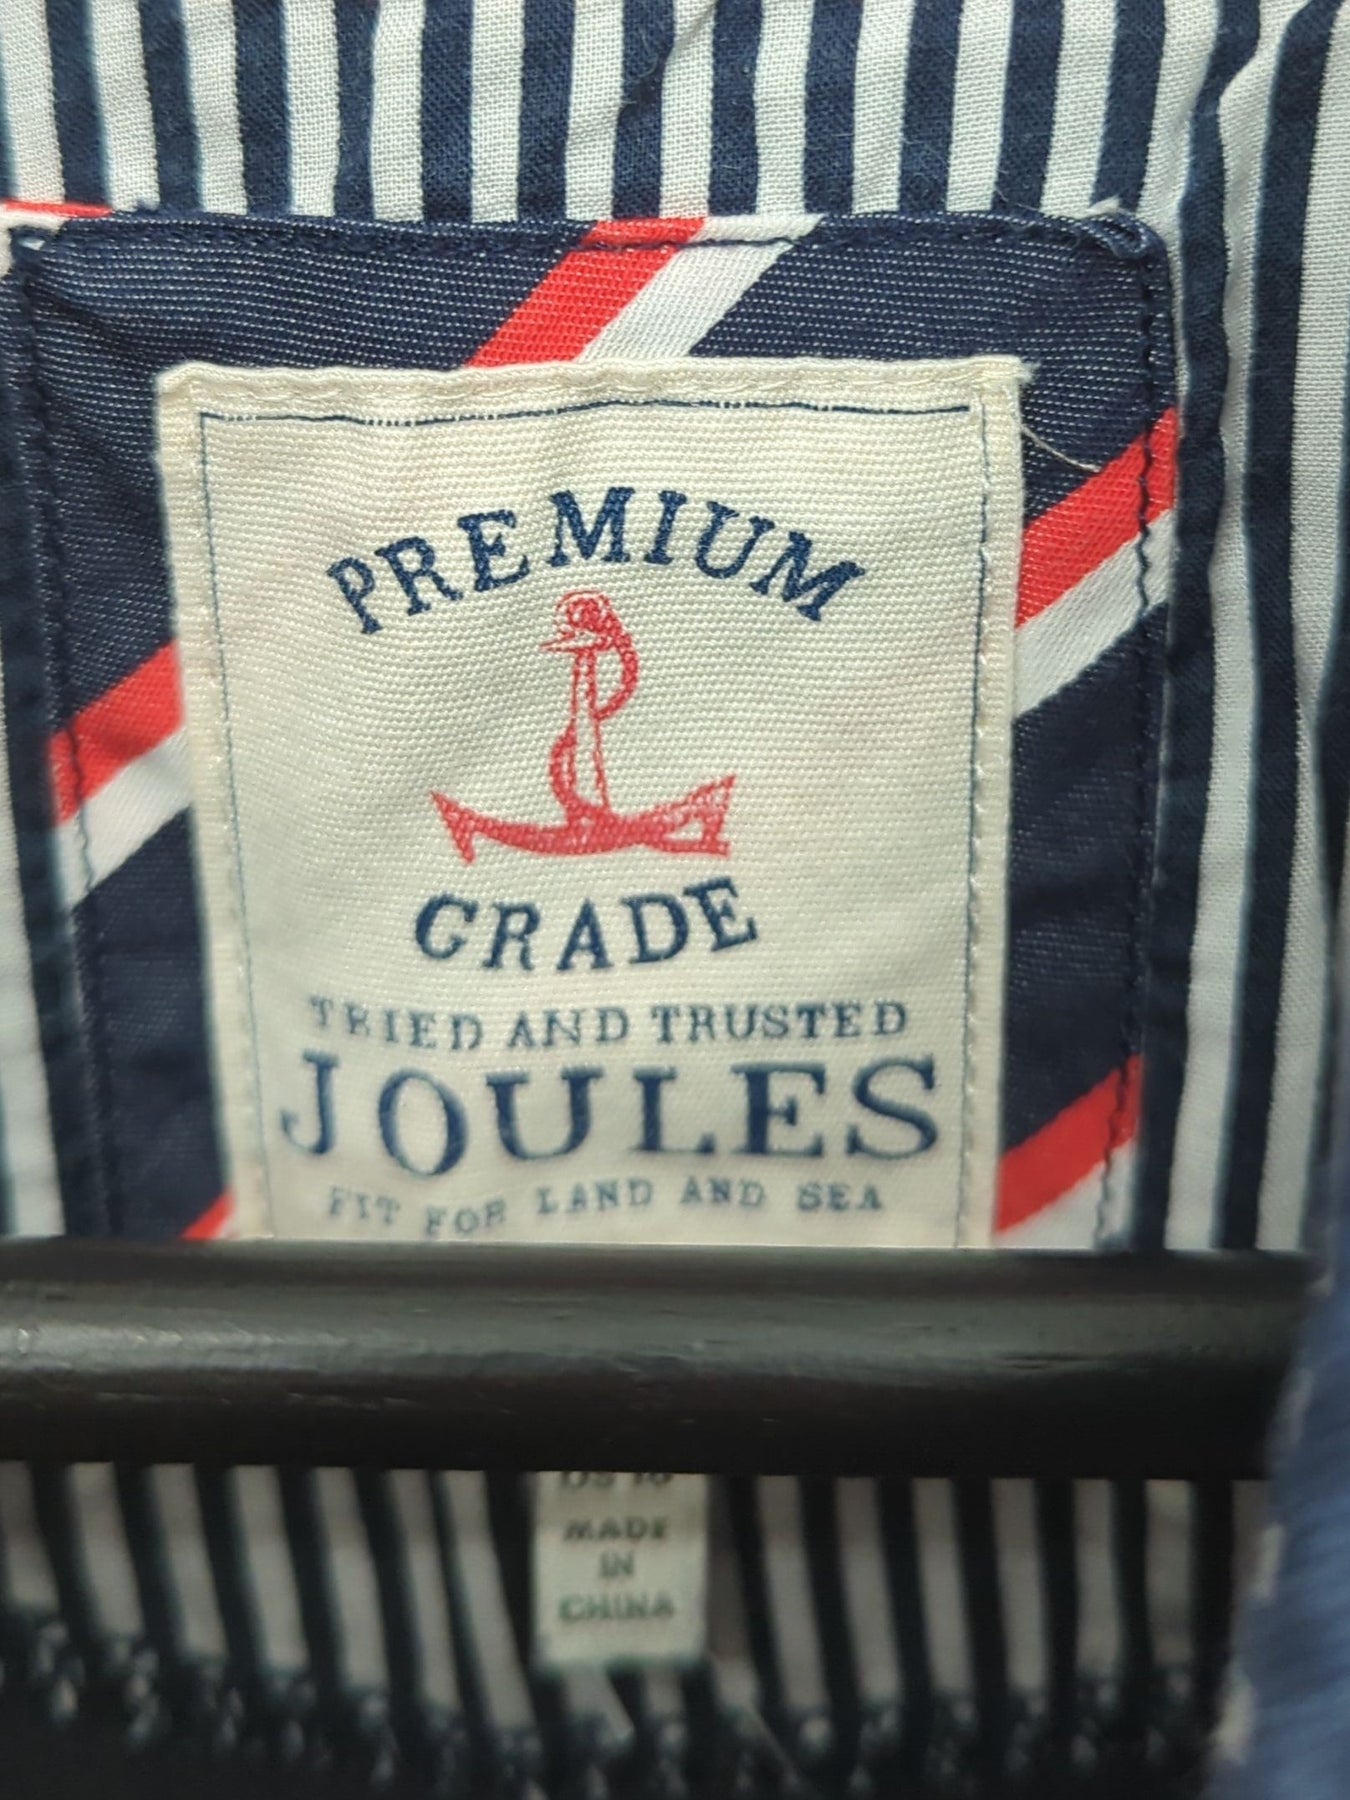 PREMIUM
GRADE
TRIED AND TRUSTED
JOULES
FIT FOR LAND AND SEA
MADE
IN
CHINA